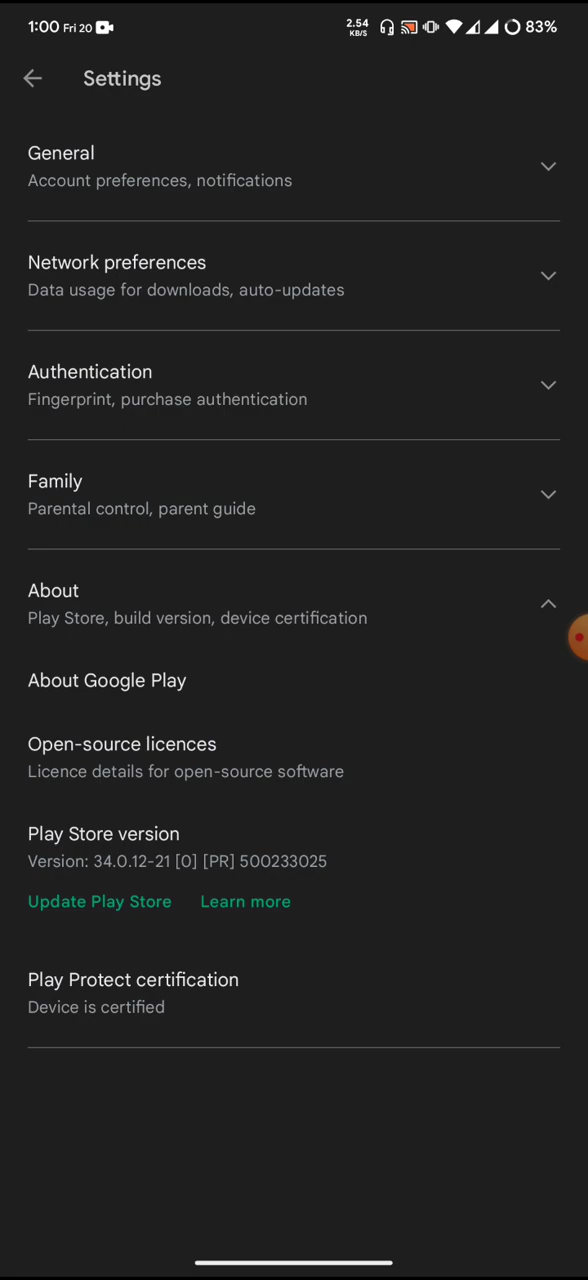 1:00 Fri 20 2.54 KB/S 83%
Settings
General
Account preferences, notifications
Network preferences
Data usage for downloads, auto-updates
Authentication
Fingerprint, purchase authentication
Family
Parental control, parent guide
About
Play Store, build version, device certification
About Google Play
Open-source licences
Licence details for open-source software
Play Store version
Version: 34.0.12-21 [0] [PR] 500233025
Update Play Store Learn more
Play Protect certification
Device is certified